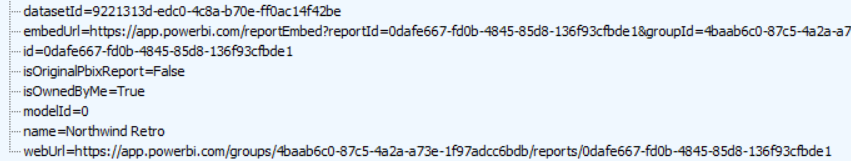 datasetId=9221313d-edc0-4c8a-b70e-ff0ac14f42be
embedUrl=https://app.powerbi.com/reportEmbed?reportId=0dafe667-fd0b-4845-85d8-136f93cfbde1&groupId=4baab6c0-87c5-4a2a-a7
id=0dafe667-fd0b-4845-85d8-136f93cfbde1
isOriginalPbixReport=False
isOwnedByMe=True
modelId=0
name=Northwind Retro
webUrl=https://app.powerbi.com/groups/4baab6c0-87c5-4a2a-a73e-1f97adcc6bdb/reports/0dafe667-fd0b-4845-85d8-136f93cfbde1